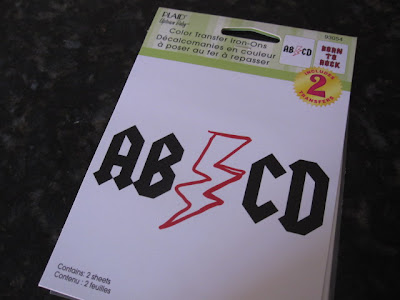 PLAID
93654
Color Transfer Iron-Ons
Décalcomanies en couleur
à poser au fer à repasser
AB CD
BORN
TO
ROCK
INCLUDES
2
TRANSFERS
AB CD
Contains: 2 sheets
Contenu : 2 feuilles